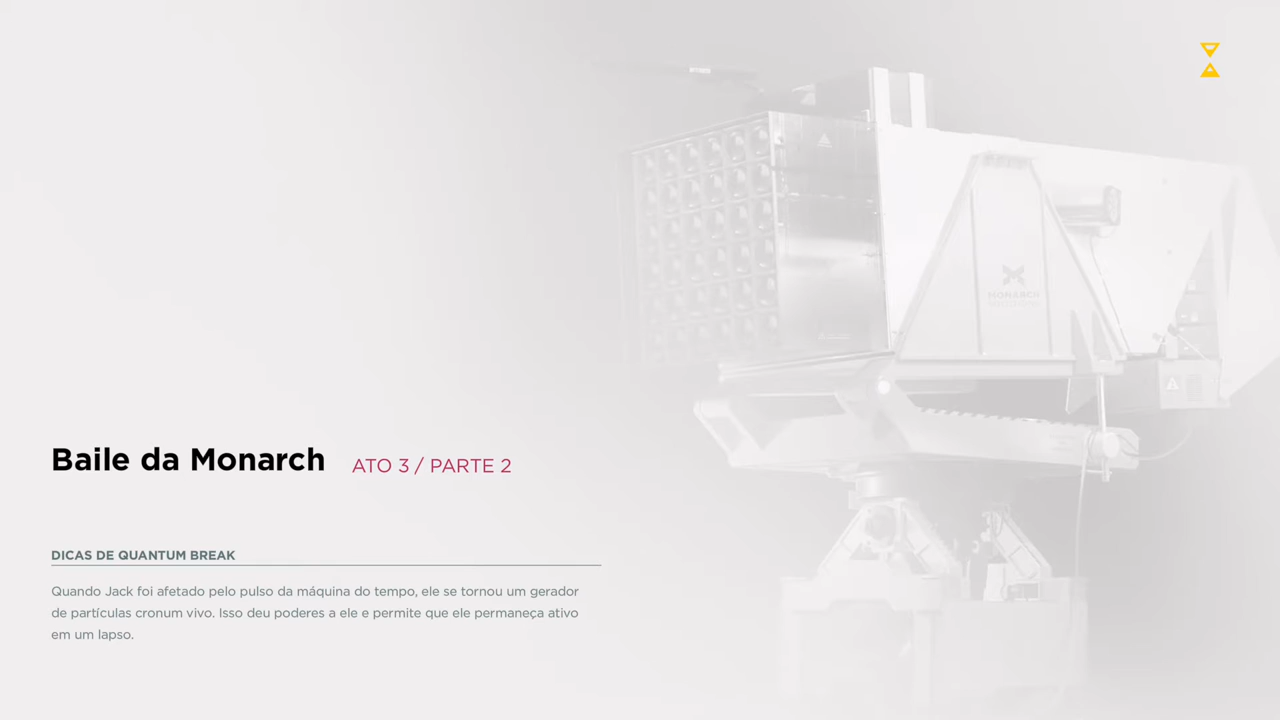 MONARCH
Baile da Monarch ATO 3 / PARTE 2
DICAS DE QUANTUM BREAK
Quando Jack foi afetado pelo pulso da máquina do tempo, ele se tornou um gerador
de partículas cronum vivo. Isso deu poderes a ele e permite que ele permaneça ativo
em um lapso.